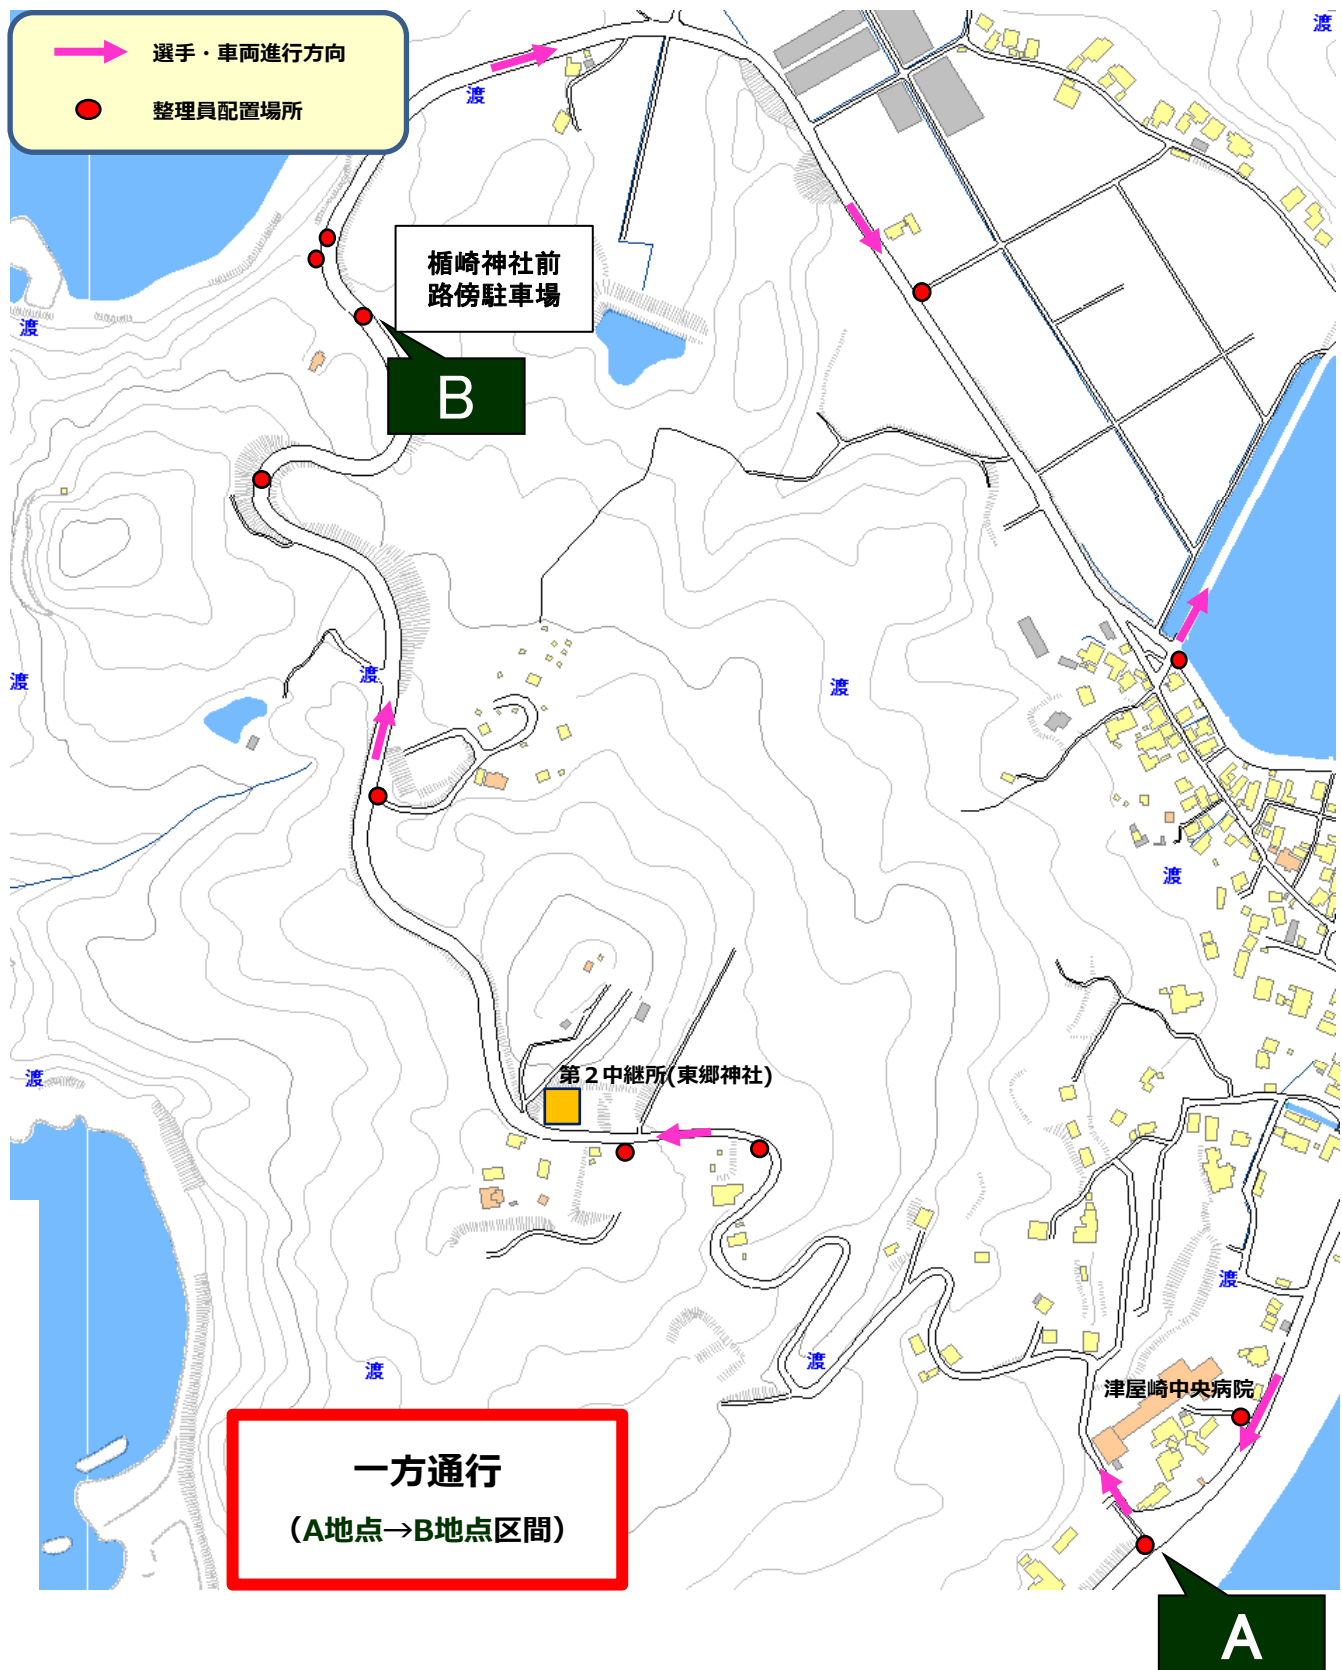 選手・車両進行方向
整理員配置場所
渡
渡
楯崎神社前
路傍駐車場
渡
B
渡
渡
渡
渡
渡
第２中継所(東郷神社)
渡
渡
渡
津屋崎中央病院
一方通行
（A地点→B地点区間）
A